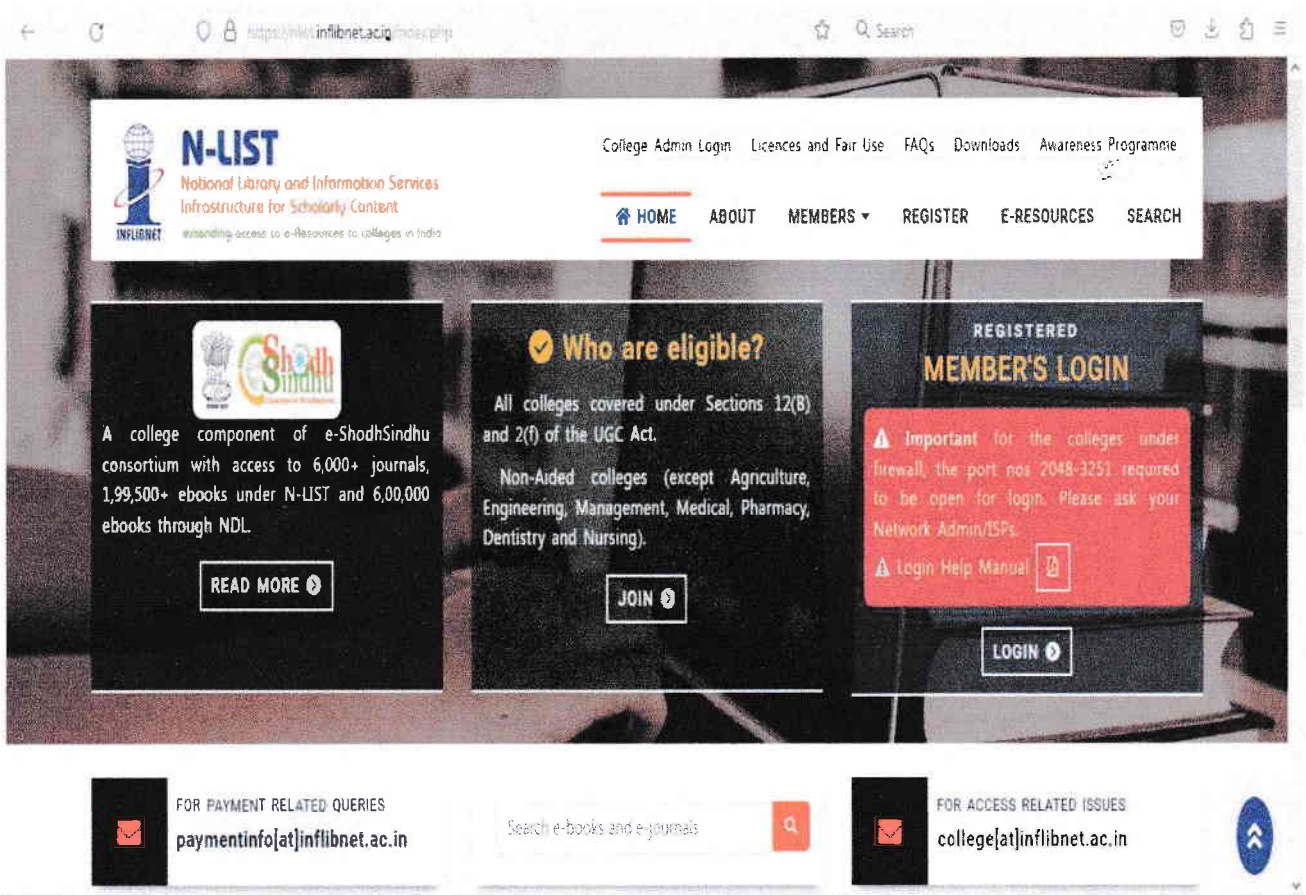 https://nlist.inflibnet.ac.in/index.php
Search
N-LIST
National Library and Information Services
Infrastructure for Scholarly Content
extending access to e-Resources to colleges in India
INFLIBNET
College Admin Login Licences and Fair Use FAQs Downloads Awareness Programme
HOME ABOUT MEMBERS REGISTER E-RESOURCES SEARCH
Shodh
Sindhu
A college component of e-ShodhSindhu
consortium with access to 6,000+ journals,
1,99,500+ ebooks under N-LIST and 6,00,000
ebooks through NDL.
READ MORE
Who are eligible?
All colleges covered under Sections 12(B)
and 2(f) of the UGC Act.
Non-Aided colleges (except Agriculture,
Engineering, Management, Medical, Pharmacy,
Dentistry and Nursing).
JOIN
REGISTERED
MEMBER'S LOGIN
Important for the colleges under
firewall, the port nos 2048-3251 required
to be open for login. Please ask your
Network Admin/ISPs.
Login Help Manual
LOGIN
FOR PAYMENT RELATED QUERIES
paymentinfo[at]inflibnet.ac.in
Search e-books and e-journals
FOR ACCESS RELATED ISSUES
college[at]inflibnet.ac.in